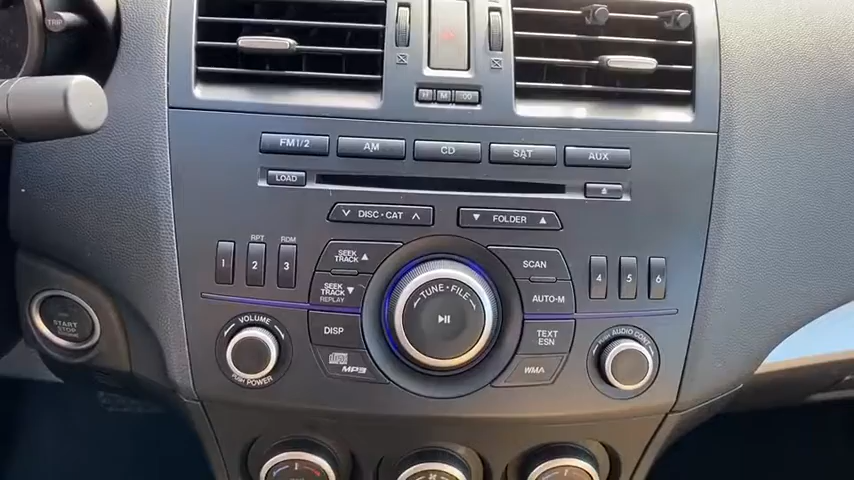 TRIP
H M :00
FM1/2 AM CD SAT AUX
LOAD
DISC•CAT FOLDER
RPT RDM
1 2 3
SEEK TRACK
SEEK TRACK
REPLAY
TUNE•FILE
SCAN
AUTO-M
4 5 6
START
VOLUME
PUSH POWER
DISP
MP3
TEXT
ESN
WMA
AUDIO CONT